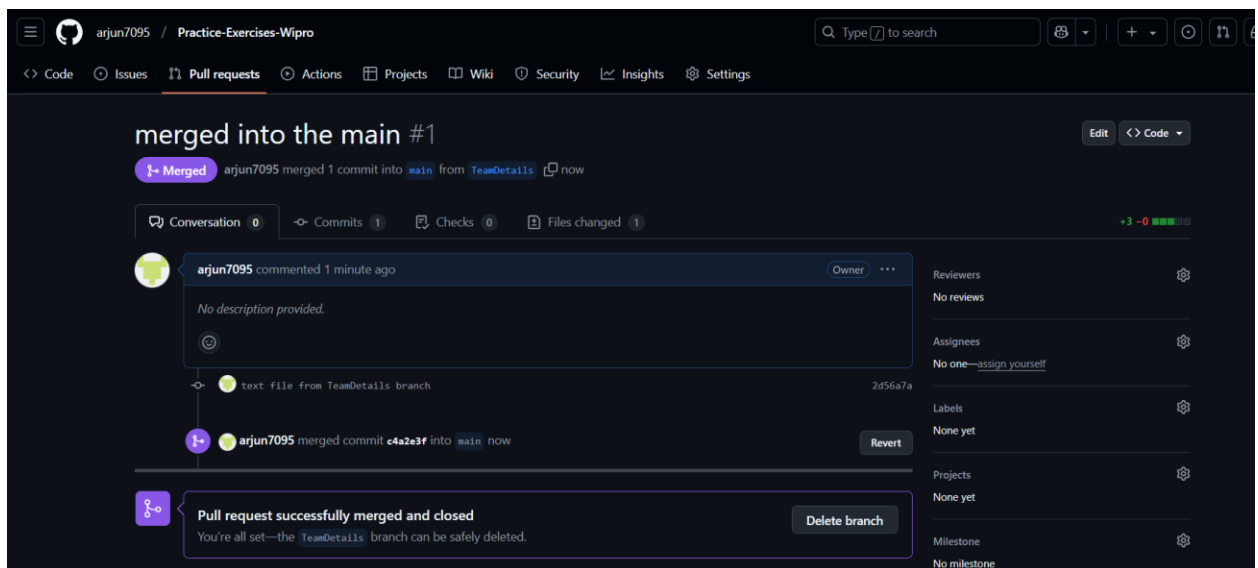 arjun7095 / Practice-Exercises-Wipro
Type / to search
Code Issues Pull requests Actions Projects Wiki Security Insights Settings
merged into the main #1
Edit <> Code
Merged arjun7095 merged 1 commit into main from TeamDetails now
Conversation 0 Commits 1 Checks 0 Files changed 1 +3 −0
arjun7095 commented 1 minute ago Owner ...
No description provided.
text file from TeamDetails branch 2d56a7a
arjun7095 merged commit c4a2e3f into main now Revert
Pull request successfully merged and closed
You're all set—the TeamDetails branch can be safely deleted.
Delete branch
Reviewers
No reviews
Assignees
No one—assign yourself
Labels
None yet
Projects
None yet
Milestone
No milestone